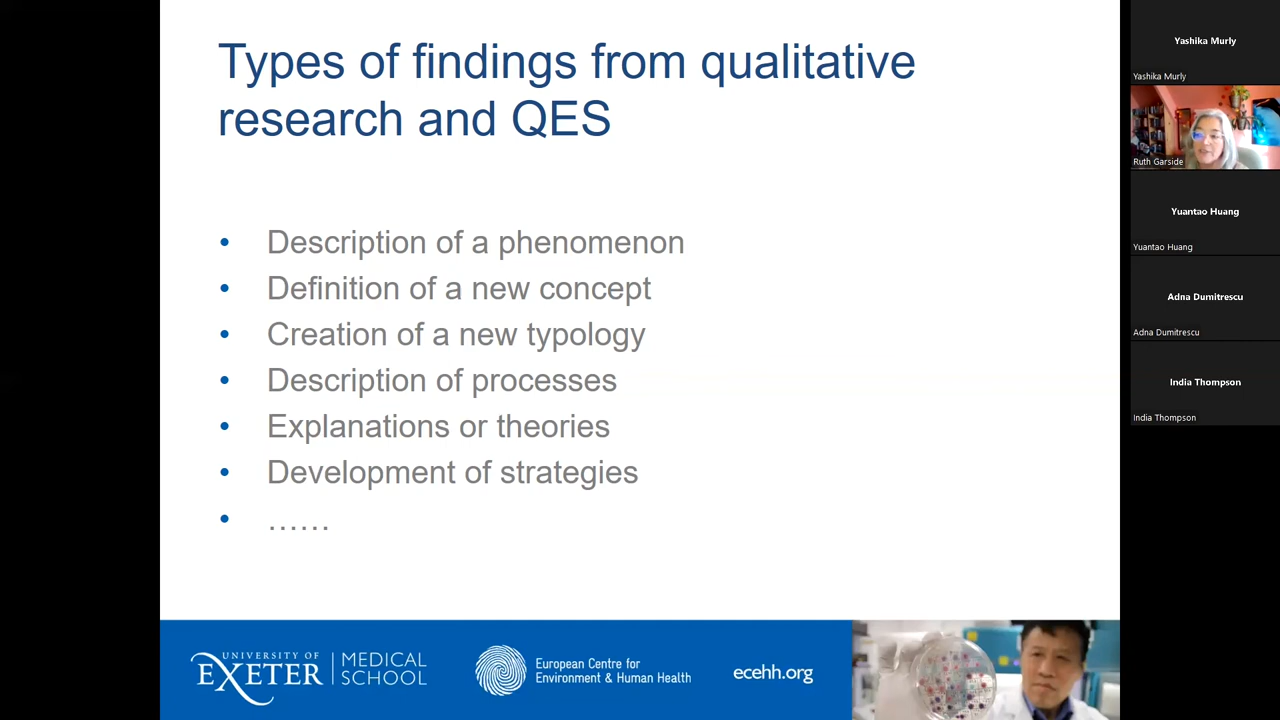 Types of findings from qualitative
research and QES
• Description of a phenomenon
• Definition of a new concept
• Creation of a new typology
• Description of processes
• Explanations or theories
• Development of strategies
• ……
UNIVERSITY OF
EXETER
MEDICAL
SCHOOL
European Centre for
Environment & Human Health
ecehh.org
Yashika Murly
Yashika Murly
Ruth Garside
Yuantao Huang
Yuantao Huang
Adna Dumitrescu
Adna Dumitrescu
India Thompson
India Thompson